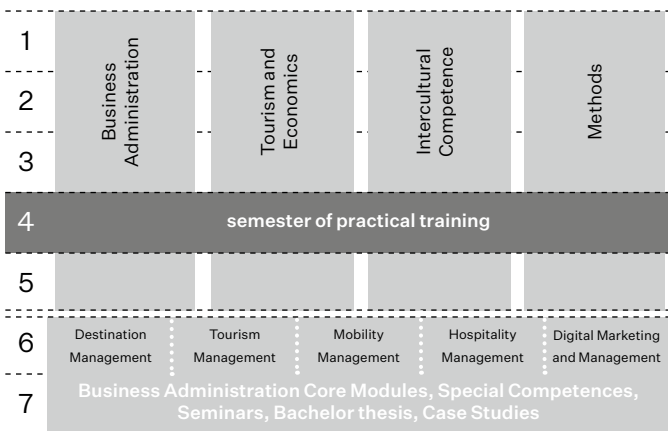 1
Business
Administration
Tourism and
Economics
Intercultural
Competence
Methods
2
3
4 semester of practical training
5
6
Destination
Management
Tourism
Management
Mobility
Management
Hospitality
Management
Digital Marketing
and Management
7
Business Administration Core Modules, Special Competences,
Seminars, Bachelor thesis, Case Studies